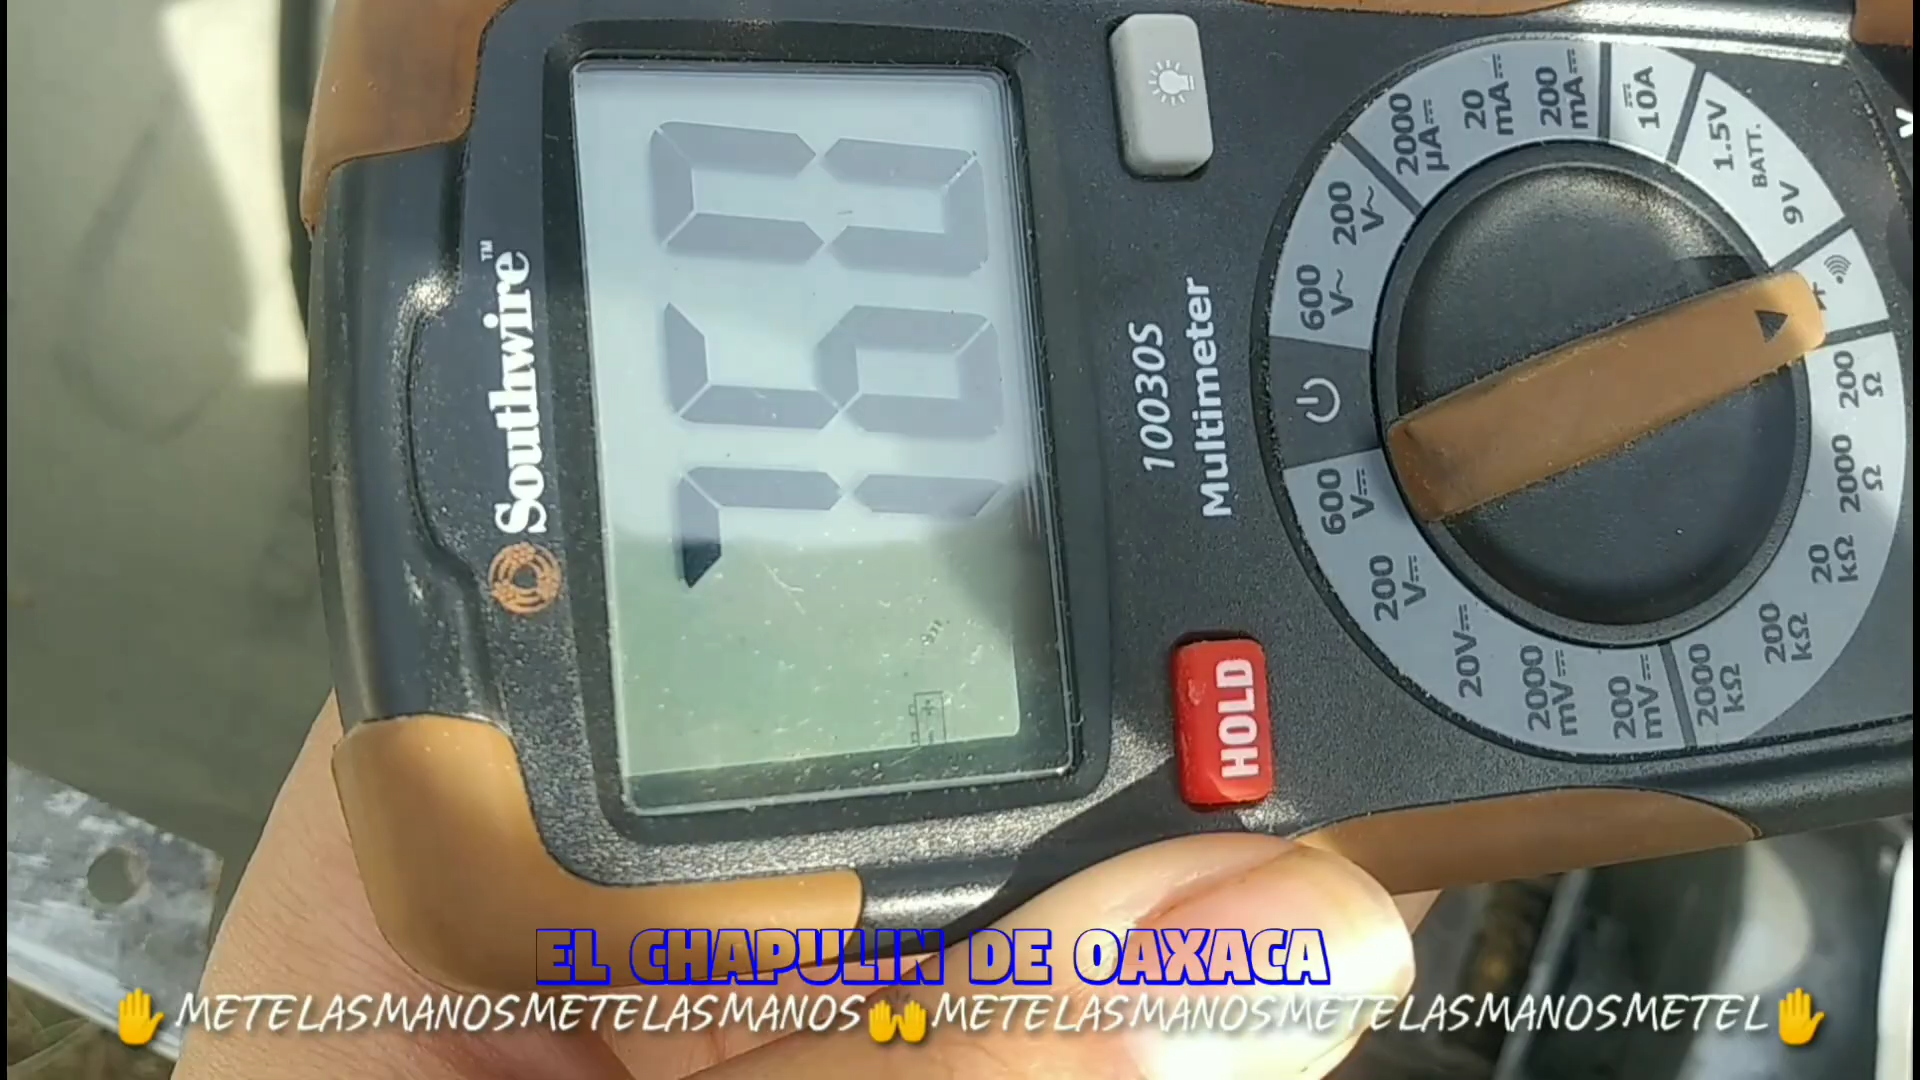 Southwire™
760
HOLD
10030S
Multimeter
600 V~
200 V~
2000 µA
20 mA
200 mA
10A
1.5V
BATT.
9V
200 Ω
2000 Ω
20 kΩ
200 kΩ
2000 kΩ
200 mV
2000 mV
20V
200 V
600 V
EL CHAPULIN DE OAXACA
✋METELASMANOSMETELASMANOS🙌METELASMANOSMETELASMANOSMETEL✋